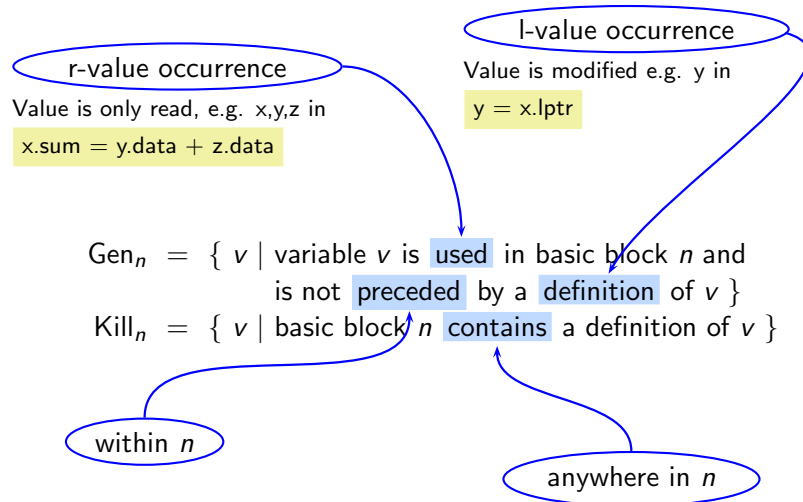 l-value occurrence
r-value occurrence
Value is modified e.g. y in
Value is only read, e.g. x,y,z in
y = x.lptr
x.sum = y.data + z.data
Genₙ = { v | variable v is used in basic block n and
is not preceded by a definition of v }
Killₙ = { v | basic block n contains a definition of v }
within n
anywhere in n